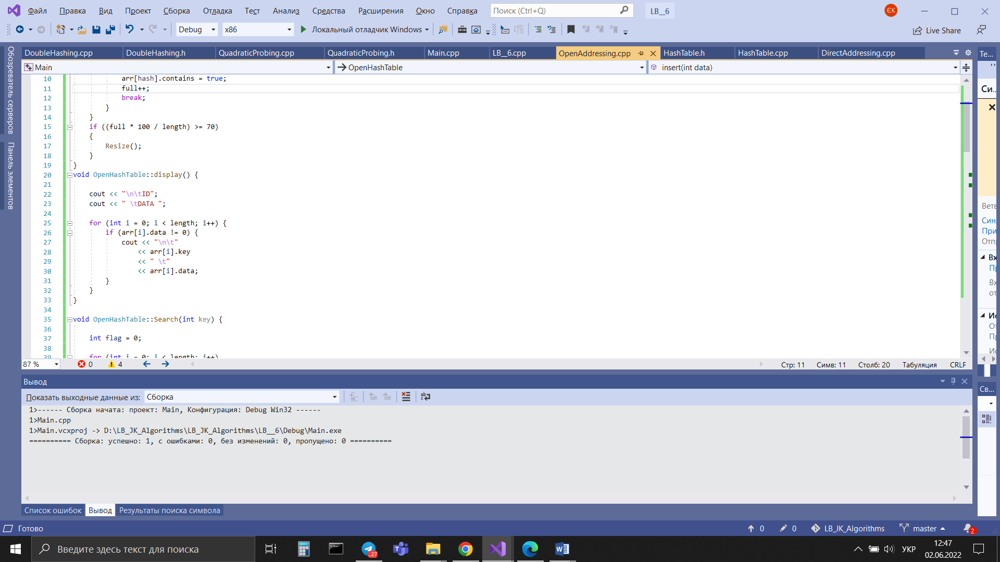 Файл Правка Вид Проект Сборка Отладка Тест Анализ Средства Расширения Окно Справка Поиск (Ctrl+Q) LB__6 ЄК
Debug x86 Локальный отладчик Windows Live Share
DoubleHashing.cpp DoubleHashing.h QuadraticProbing.cpp QuadraticProbing.h Main.cpp LB__6.cpp OpenAddressing.cpp HashTable.h HashTable.cpp DirectAddressing.cpp
Main OpenHashTable insert(int data)
Обозреватель серверов
Панель элементов
10 arr[hash].contains = true;
11 full++;
12 break;
13 }
14 }
15 if ((full * 100 / length) >= 70)
16 {
17 Resize();
18 }
19 }
20 void OpenHashTable::display() {
21
22 cout << "\n\tID";
23 cout << " \tDATA ";
24
25 for (int i = 0; i < length; i++) {
26 if (arr[i].data != 0) {
27 cout << "\n\t"
28 << arr[i].key
29 << " \t"
30 << arr[i].data;
31 }
32 }
33 }
34
35 void OpenHashTable::Search(int key) {
36
37 int flag = 0;
38
39 for (int i = 0; i < length; i++)
87 % 0 4 Стр: 11 Симв: 11 Столб: 20 Табуляция CRLF
Вывод
Показать выходные данные из: Сборка
1>------ Сборка начата: проект: Main, Конфигурация: Debug Win32 ------
1>Main.cpp
1>Main.vcxproj -> D:\LB_JK_Algorithms\LB_JK_Algorithms\LB__6\Debug\Main.exe
========== Сборка: успешно: 1, с ошибками: 0, без изменений: 0, пропущено: 0 ==========
Список ошибок Вывод Результаты поиска символа
Те...
Си...
Ветв
Син
При
Отп
Вх
Св...
Готово 0 0 LB_JK_Algorithms master 2
Введите здесь текст для поиска ..27 УКР 12:47
02.06.2022